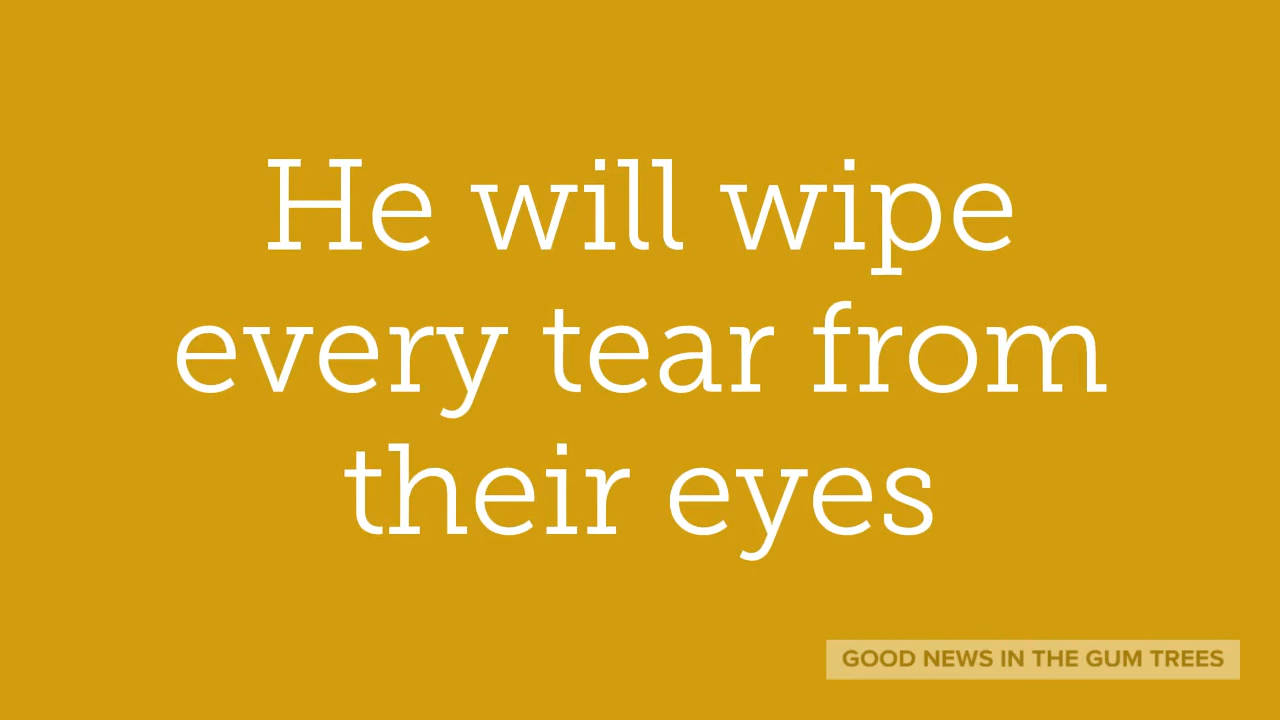 He will wipe
every tear from
their eyes
GOOD NEWS IN THE GUM TREES